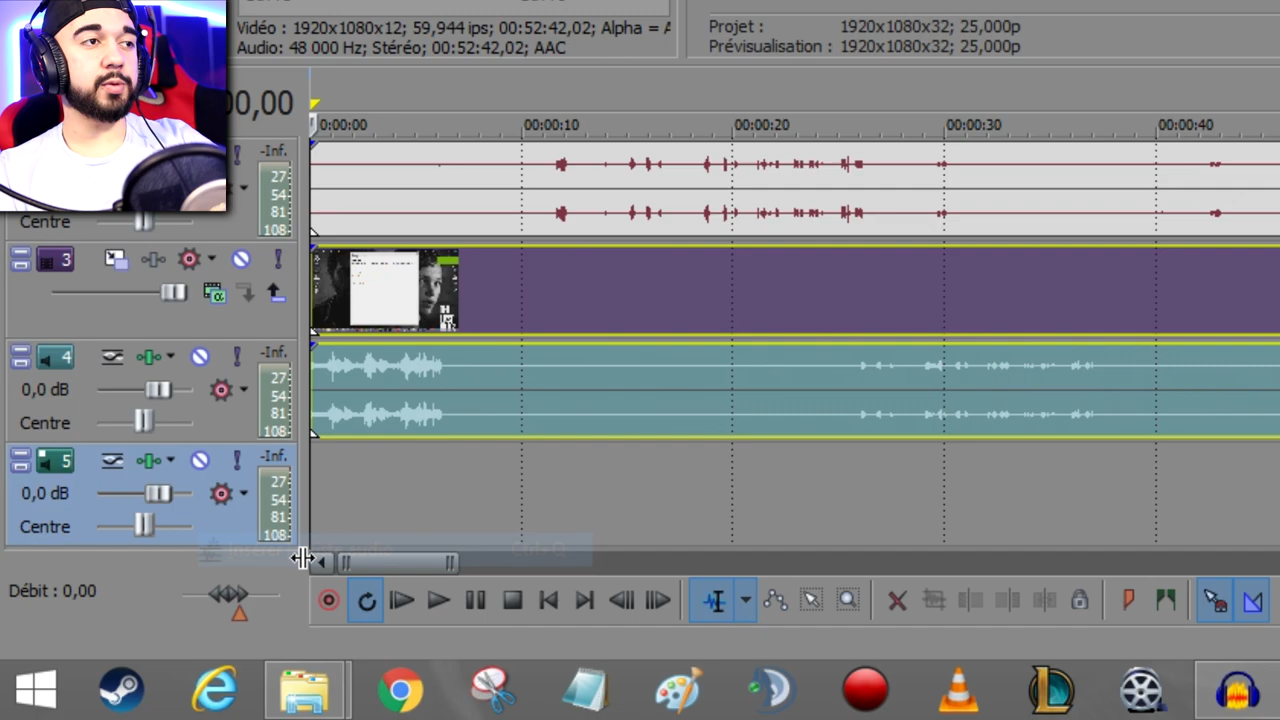 Vidéo : 1920x1080x12; 59,944 ips; 00:52:42,02; Alpha = A
Audio: 48 000 Hz; Stéréo; 00:52:42,02; AAC
Projet : 1920x1080x32; 25,000p
Prévisualisation : 1920x1080x32; 25,000p
00,00
0:00:00 00:00:10 00:00:20 00:00:30 00:00:40
-Inf.
27
54
81
108
Centre
3
4
-Inf.
0,0 dB
27
54
81
108
Centre
5
-Inf.
0,0 dB
27
54
81
108
Centre
Débit : 0,00